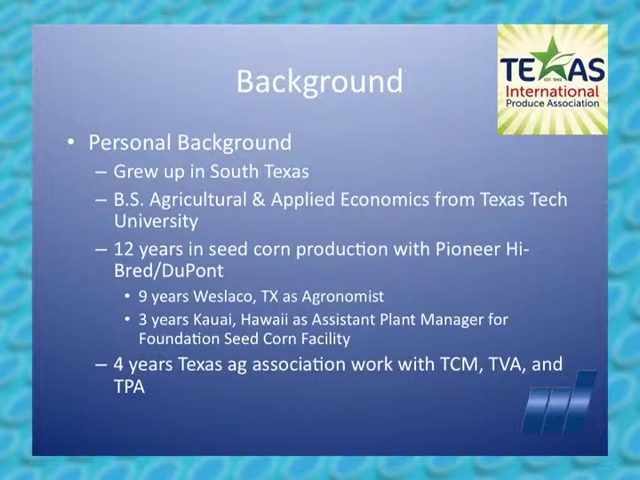 Background
TEXAS
EST. 1942
International
Produce Association
• Personal Background
– Grew up in South Texas
– B.S. Agricultural & Applied Economics from Texas Tech
University
– 12 years in seed corn production with Pioneer Hi-
Bred/DuPont
• 9 years Weslaco, TX as Agronomist
• 3 years Kauai, Hawaii as Assistant Plant Manager for
Foundation Seed Corn Facility
– 4 years Texas ag association work with TCM, TVA, and
TPA